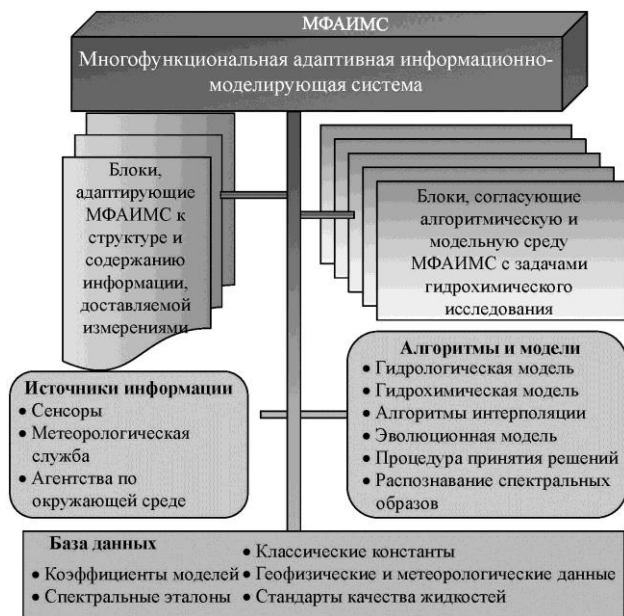 МФАИМС
Многофункциональная адаптивная информационно-
моделирующая система
Блоки,
адаптирующие
МФАИМС к
структуре и
содержанию
информации,
доставляемой
измерениями
Блоки, согласующие
алгоритмическую и
модельную среду
МФАИМС с задачами
гидрохимического
исследования
Источники информации
• Сенсоры
• Метеорологическая
служба
• Агентства по
окружающей среде
Алгоритмы и модели
• Гидрологическая модель
• Гидрохимическая модель
• Алгоритмы интерполяции
• Эволюционная модель
• Процедура принятия решений
• Распознавание спектральных
образов
База данных
• Коэффициенты моделей
• Спектральные эталоны
• Классические константы
• Геофизические и метеорологические данные
• Стандарты качества жидкостей